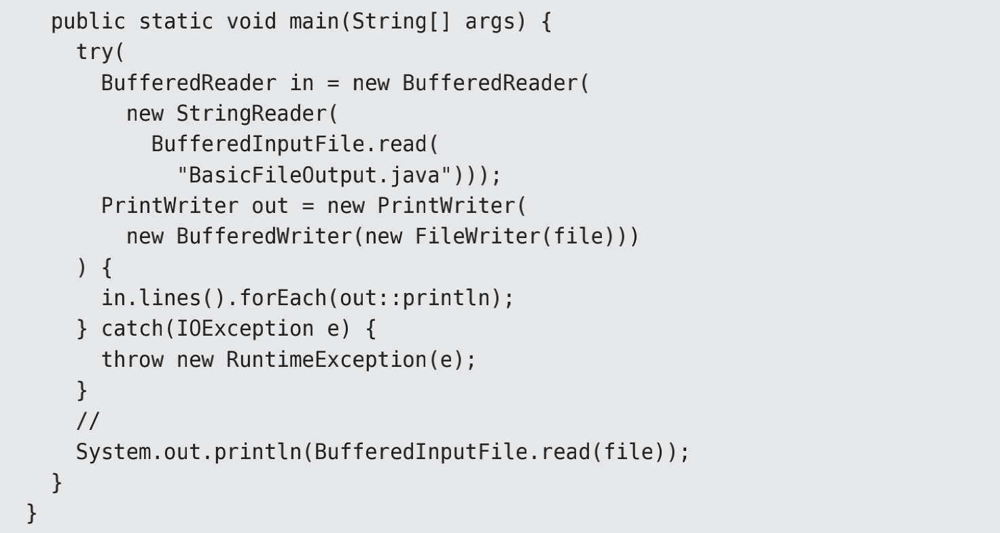 public static void main(String[] args) {
try(
BufferedReader in = new BufferedReader(
new StringReader(
BufferedInputFile.read(
"BasicFileOutput.java")));
PrintWriter out = new PrintWriter(
new BufferedWriter(new FileWriter(file)))
) {
in.lines().forEach(out::println);
} catch(IOException e) {
throw new RuntimeException(e);
}
//
System.out.println(BufferedInputFile.read(file));
}
}